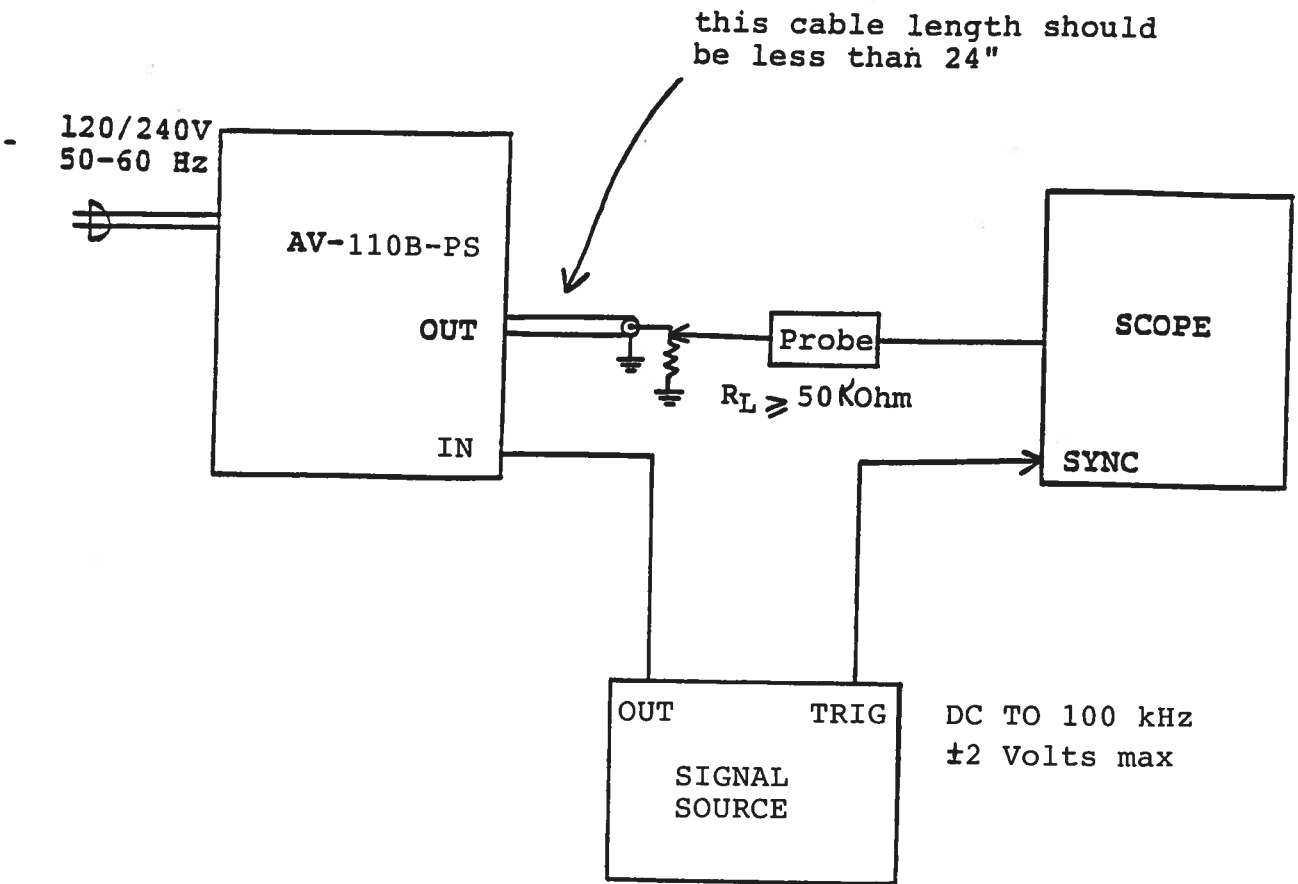 this cable length should
be less than 24"
120/240V
50-60 Hz
AV-110B-PS
OUT
IN
Probe
R_L ⩾ 50 KOhm
SCOPE
SYNC
OUT TRIG
SIGNAL
SOURCE
DC TO 100 kHz
±2 Volts max